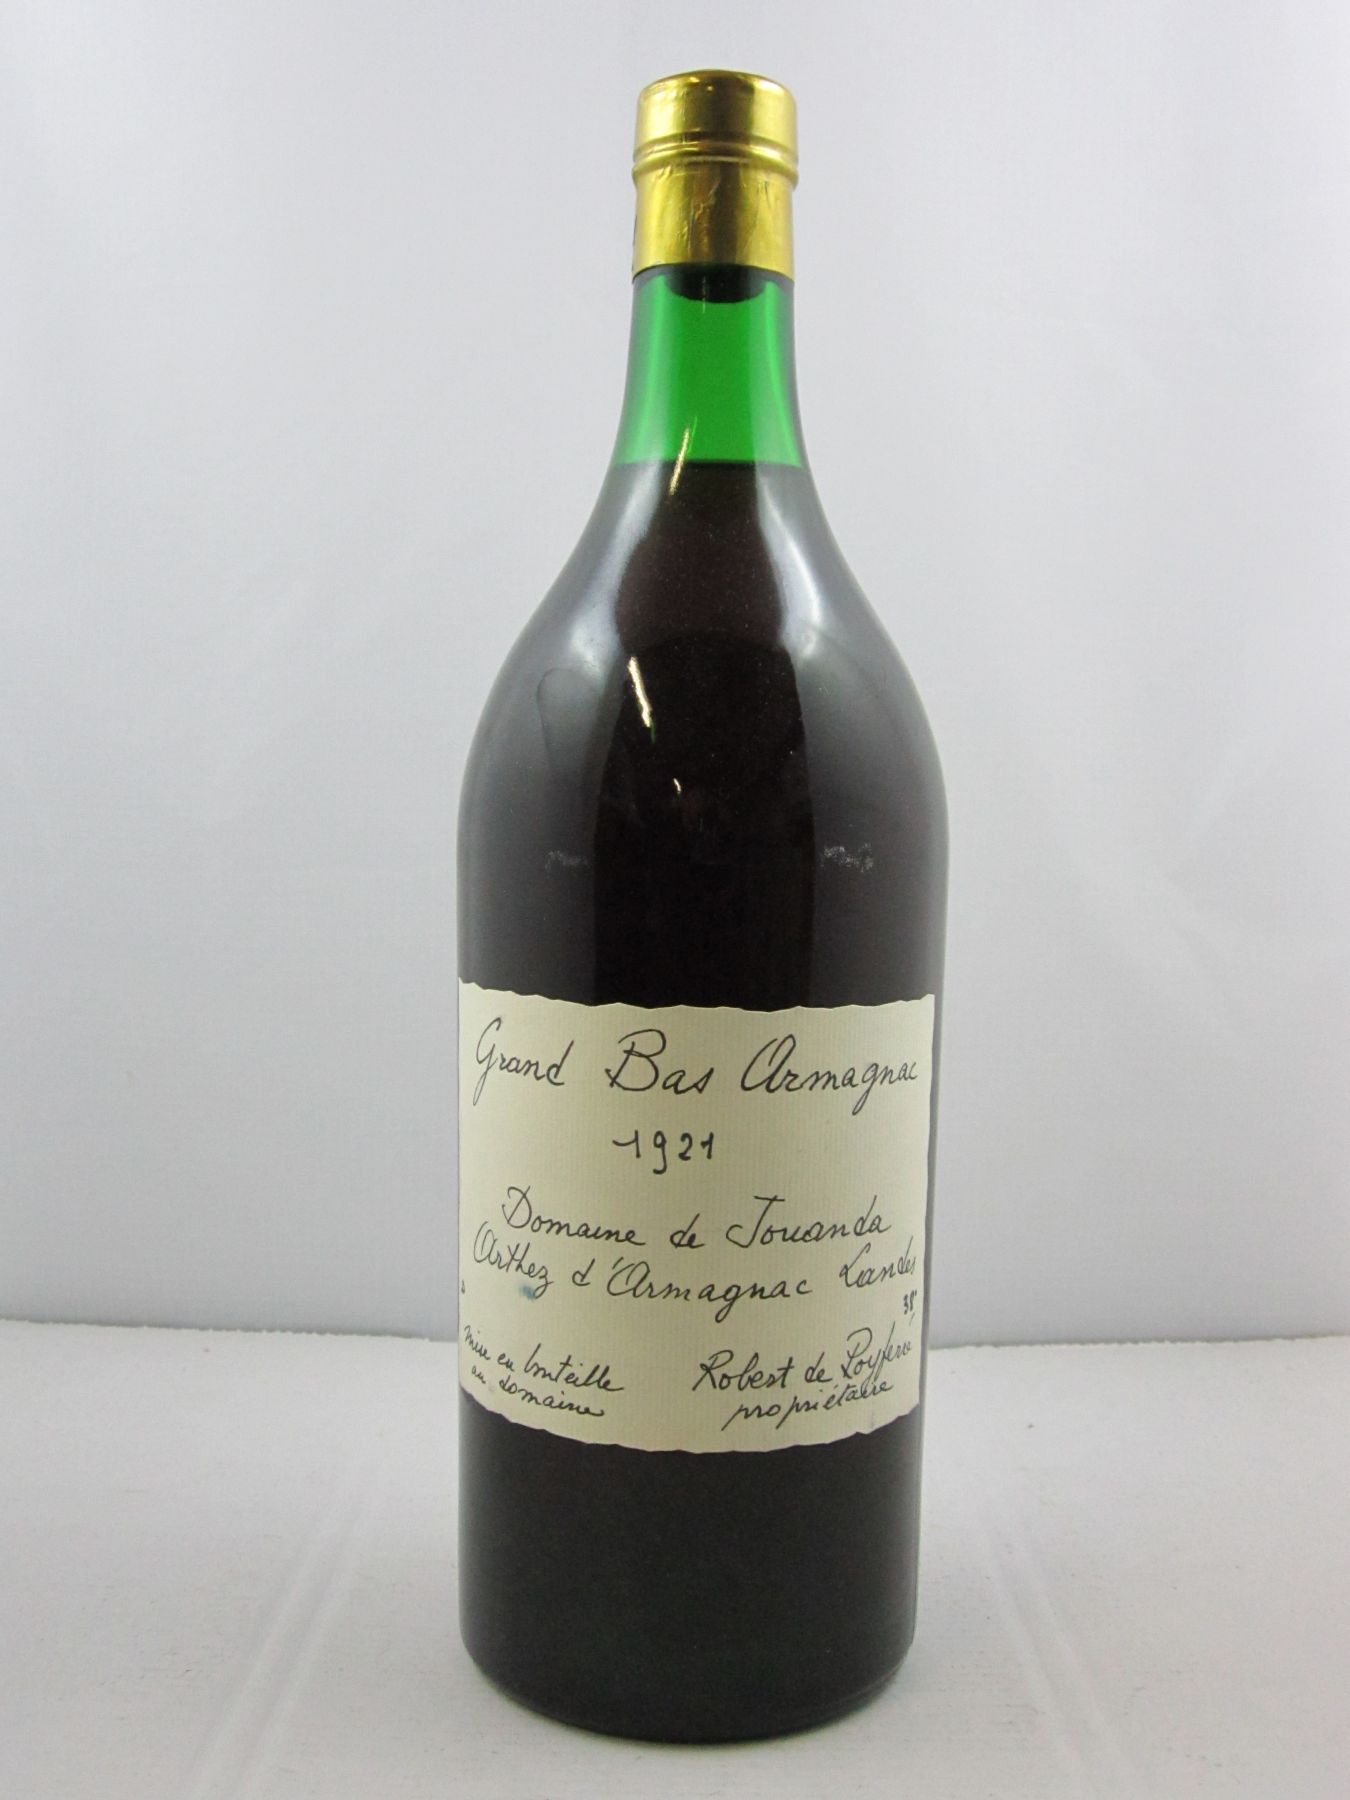 Grand Bas Armagnac
1921
Domaine de Jouanda
Arthez d'Armagnac Landes
38°
mise en bouteille
au domaine
Robert de Poyferré
propriétaire